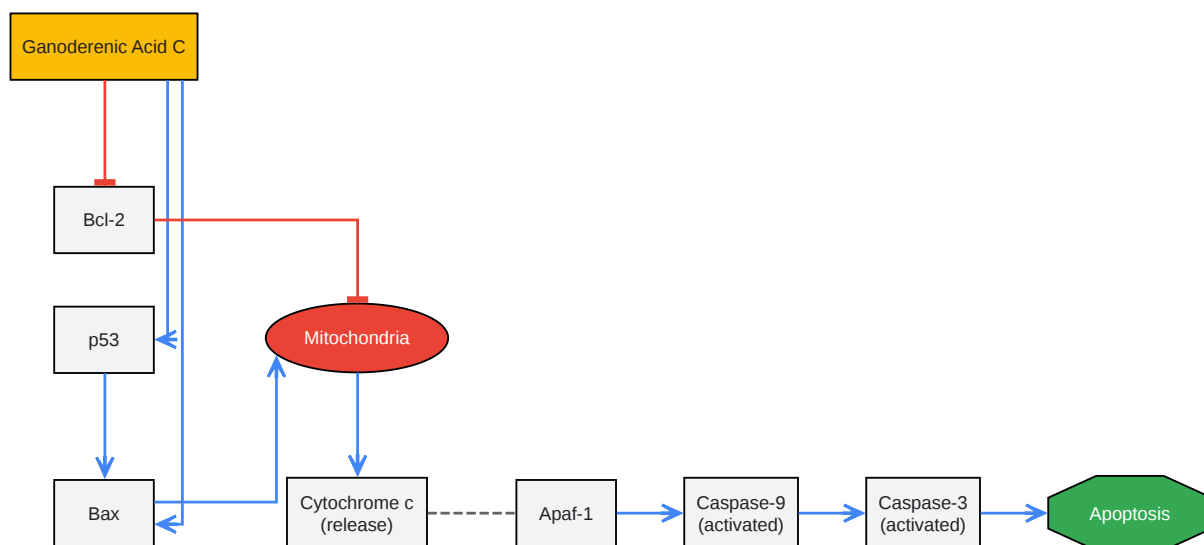 Ganoderenic Acid C
Bcl-2
p53
Mitochondria
Bax
Cytochrome c
(release)
Apaf-1
Caspase-9
(activated)
Caspase-3
(activated)
Apoptosis